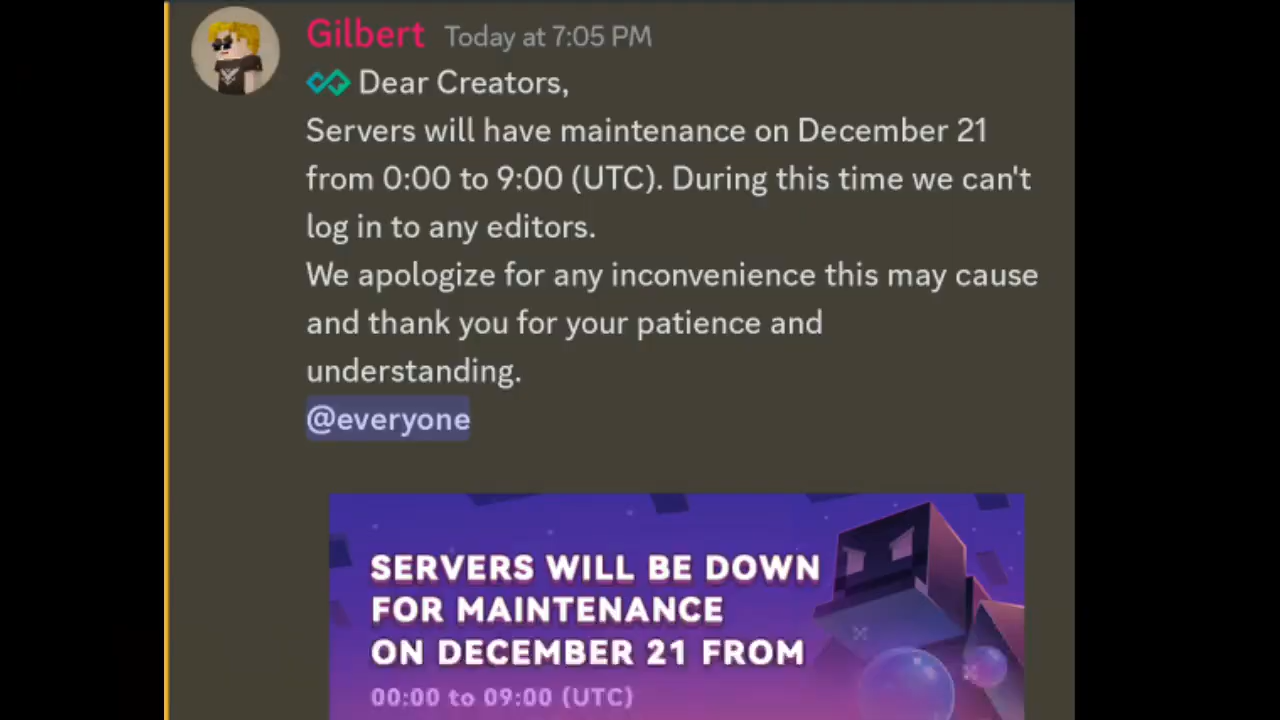 Gilbert Today at 7:05 PM
Dear Creators,
Servers will have maintenance on December 21
from 0:00 to 9:00 (UTC). During this time we can't
log in to any editors.
We apologize for any inconvenience this may cause
and thank you for your patience and
understanding.
@everyone
SERVERS WILL BE DOWN
FOR MAINTENANCE
ON DECEMBER 21 FROM
00:00 to 09:00 (UTC)